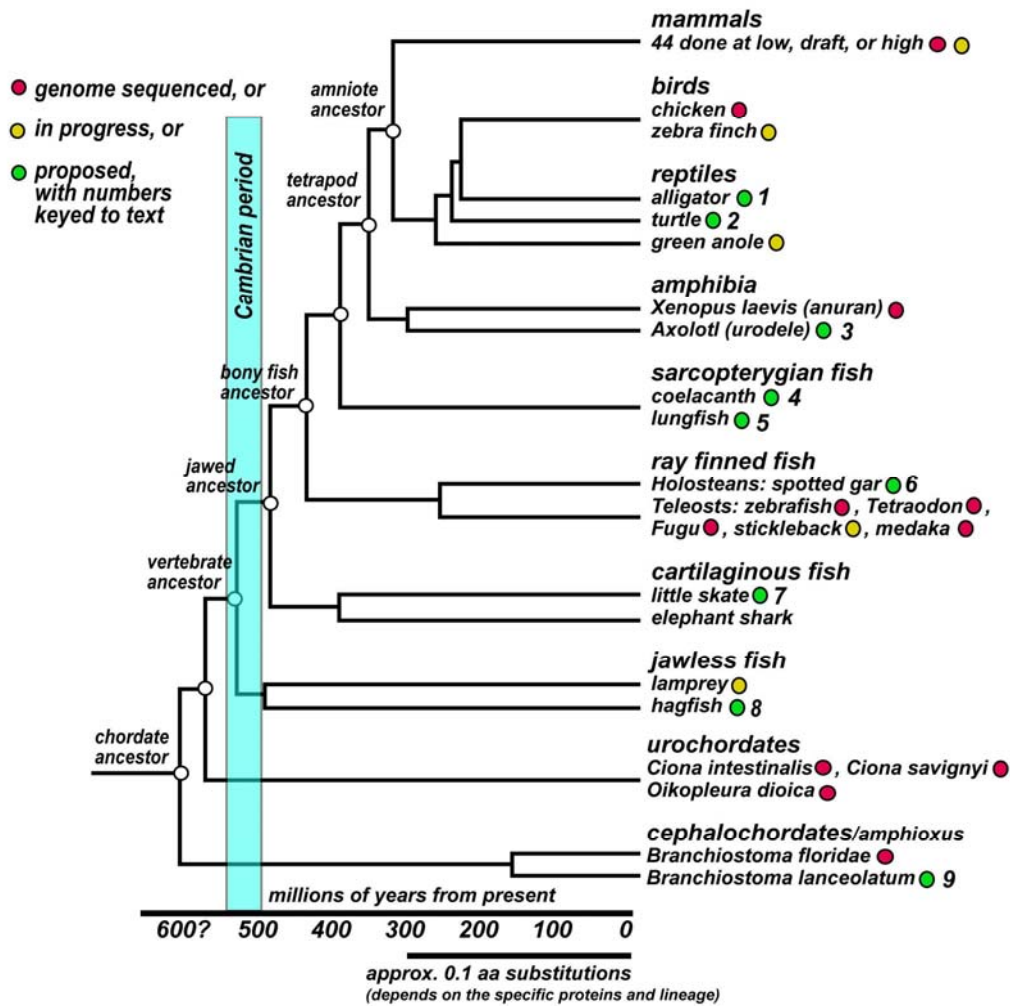 genome sequenced, or
in progress, or
proposed,
with numbers
keyed to text
Cambrian period
amniote
ancestor
tetrapod
ancestor
bony fish
ancestor
jawed
ancestor
vertebrate
ancestor
chordate
ancestor
mammals
44 done at low, draft, or high
birds
chicken
zebra finch
reptiles
alligator 1
turtle 2
green anole
amphibia
Xenopus laevis (anuran)
Axolotl (urodele) 3
sarcopterygian fish
coelacanth 4
lungfish 5
ray finned fish
Holosteans: spotted gar 6
Teleosts: zebrafish , Tetraodon ,
Fugu , stickleback , medaka
cartilaginous fish
little skate 7
elephant shark
jawless fish
lamprey
hagfish 8
urochordates
Ciona intestinalis , Ciona savignyi
Oikopleura dioica
cephalochordates/amphioxus
Branchiostoma floridae
Branchiostoma lanceolatum 9
millions of years from present
600? 500 400 300 200 100 0
approx. 0.1 aa substitutions
(depends on the specific proteins and lineage)